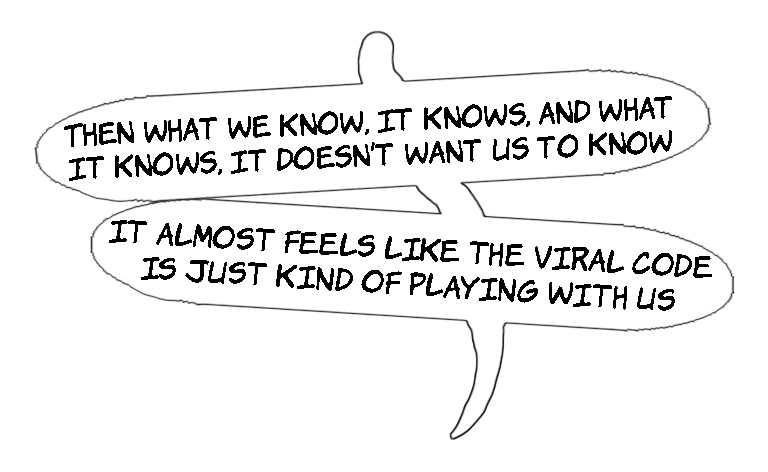 THEN WHAT WE KNOW, IT KNOWS, AND WHAT
IT KNOWS, IT DOESN'T WANT US TO KNOW
IT ALMOST FEELS LIKE THE VIRAL CODE
IS JUST KIND OF PLAYING WITH US